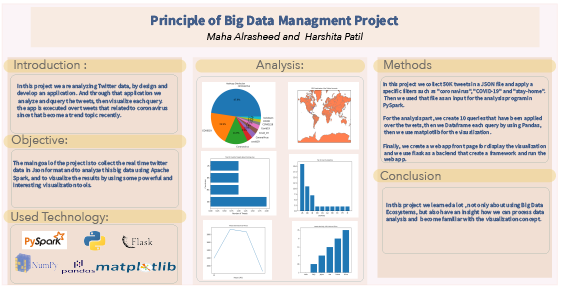 Principle of Big Data Managment Project
Maha Alrasheed and Harshita Patil
Introduction :
In this project we are analyzing Twitter data, by design and
develop an application. And through that application we
analyze and query the tweets, then visualize each query.
the app is executed over tweets that related to coronavirus
since that become a trend topic recently.
Objective:
The main goal of the project is to collect the real time twitter
data in Json format and to analyze this big data using Apache
Spark, and to visualize the results by using some powerful and
interesting visualization tools.
Used Technology:
PySpark
Flask
NumPy
pandas
matplotlib
Analysis:
Methods
In this project we collect 50K tweets in a JSON file and apply a
specific filters such as "coronavirus", "COVID-19" and "stay-home".
Then we used that file as an input for the analysis program in
PySpark.
For the analysis part, we create 10 queries that have been applied
over the tweets, then we Dataframe each query by using Pandas,
then we use matplotlib for the visualization.
Finally, we create a web app front page for display the visualization
and we use flask as a backend that create a framework and run the
web app.
Conclusion
In this project we learned a lot , not only about using Big Data
Ecosystems, but also have an insight how we can process data
analysis and become familiar with the visualization concept.